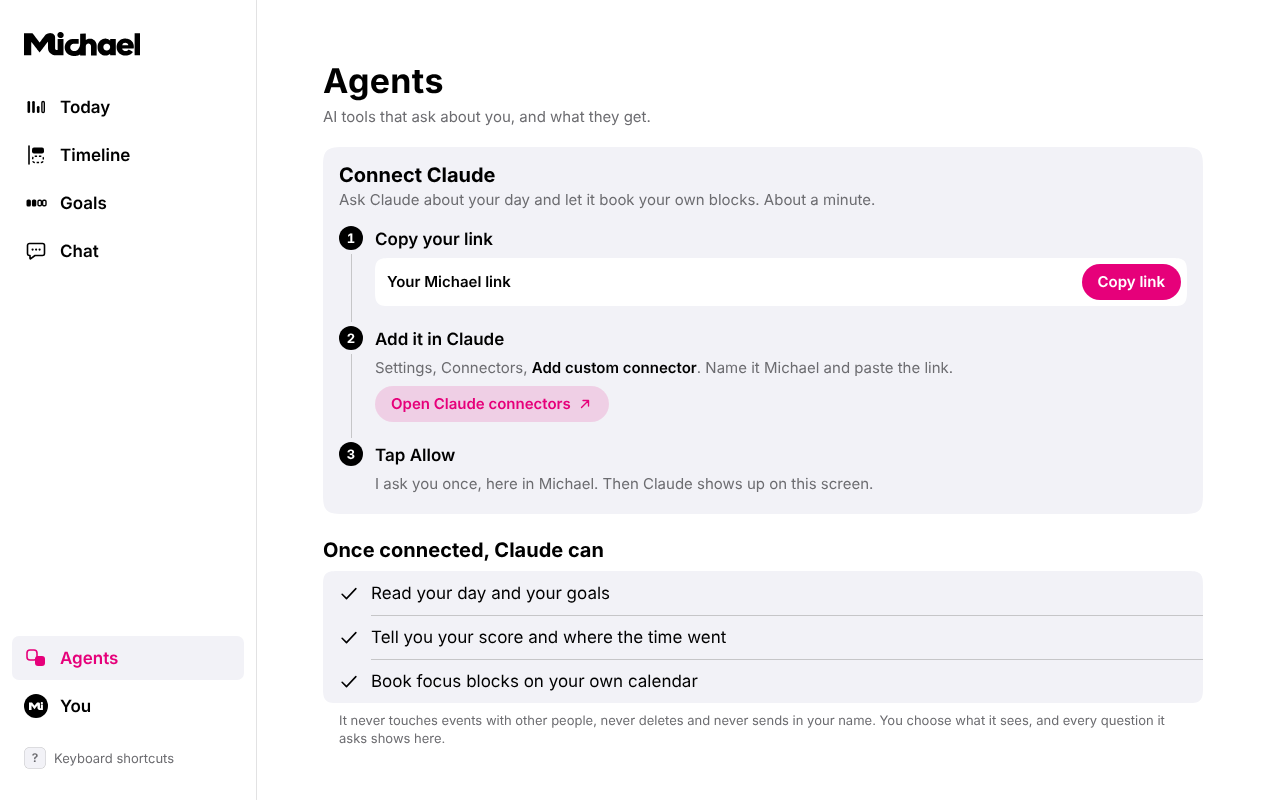 Michael
Today
Timeline
Goals
Chat
Agents
You
? Keyboard shortcuts
Agents
AI tools that ask about you, and what they get.
Connect Claude
Ask Claude about your day and let it book your own blocks. About a minute.
1 Copy your link
Your Michael link
Copy link
2 Add it in Claude
Settings, Connectors, Add custom connector. Name it Michael and paste the link.
Open Claude connectors ↗
3 Tap Allow
I ask you once, here in Michael. Then Claude shows up on this screen.
Once connected, Claude can
Read your day and your goals
Tell you your score and where the time went
Book focus blocks on your own calendar
It never touches events with other people, never deletes and never sends in your name. You choose what it sees, and every question it
asks shows here.